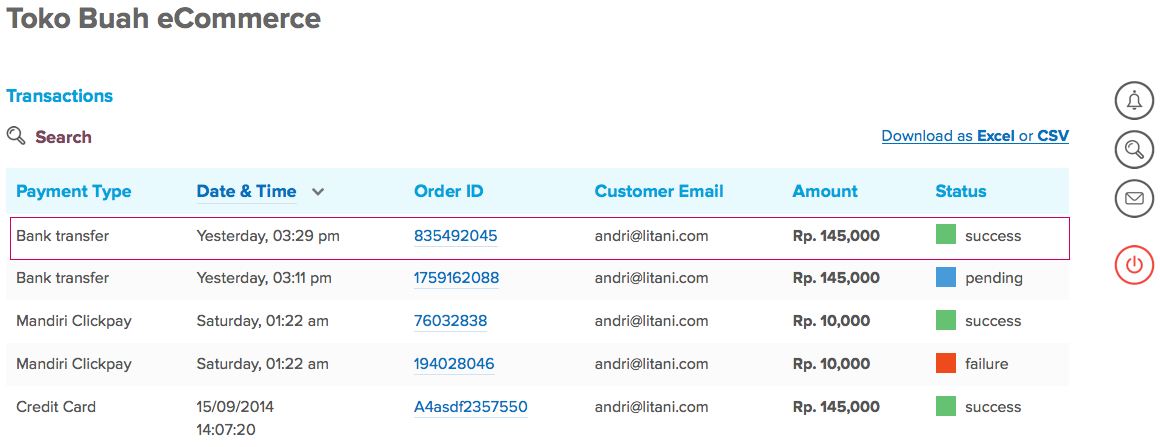 Toko Buah eCommerce
Transactions
Search
Download as Excel or CSV
Payment Type Date & Time Order ID Customer Email Amount Status
Bank transfer Yesterday, 03:29 pm 835492045 andri@litani.com Rp. 145,000 success
Bank transfer Yesterday, 03:11 pm 1759162088 andri@litani.com Rp. 145,000 pending
Mandiri Clickpay Saturday, 01:22 am 76032838 andri@litani.com Rp. 10,000 success
Mandiri Clickpay Saturday, 01:22 am 194028046 andri@litani.com Rp. 10,000 failure
Credit Card 15/09/2014 A4asdf2357550 andri@litani.com Rp. 145,000 success
14:07:20